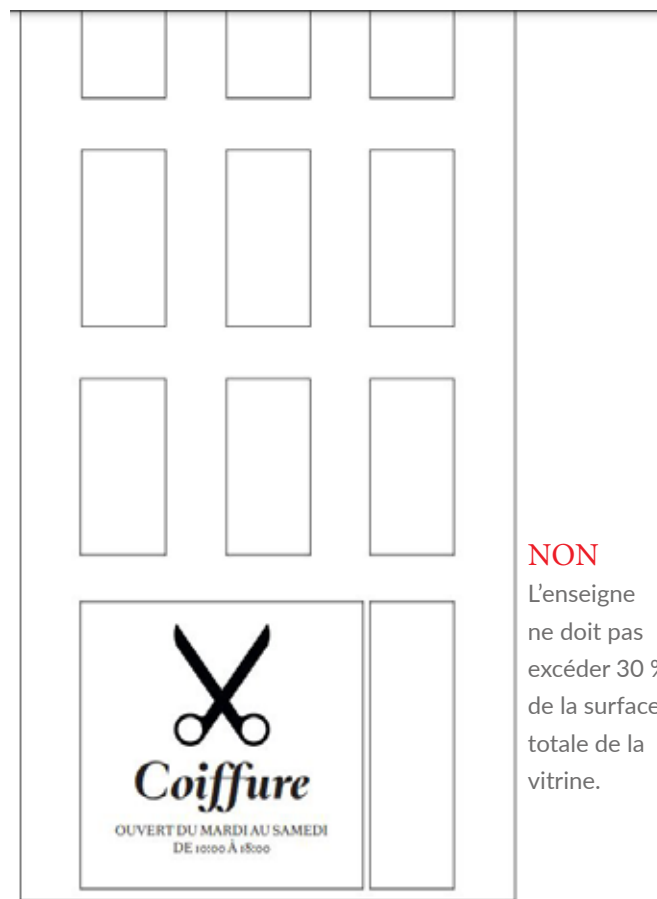 NON
L'enseigne
ne doit pas
excéder 30 %
de la surface
totale de la
vitrine.
Coiffure
OUVERT DU MARDI AU SAMEDI
DE 10:00 À 18:00